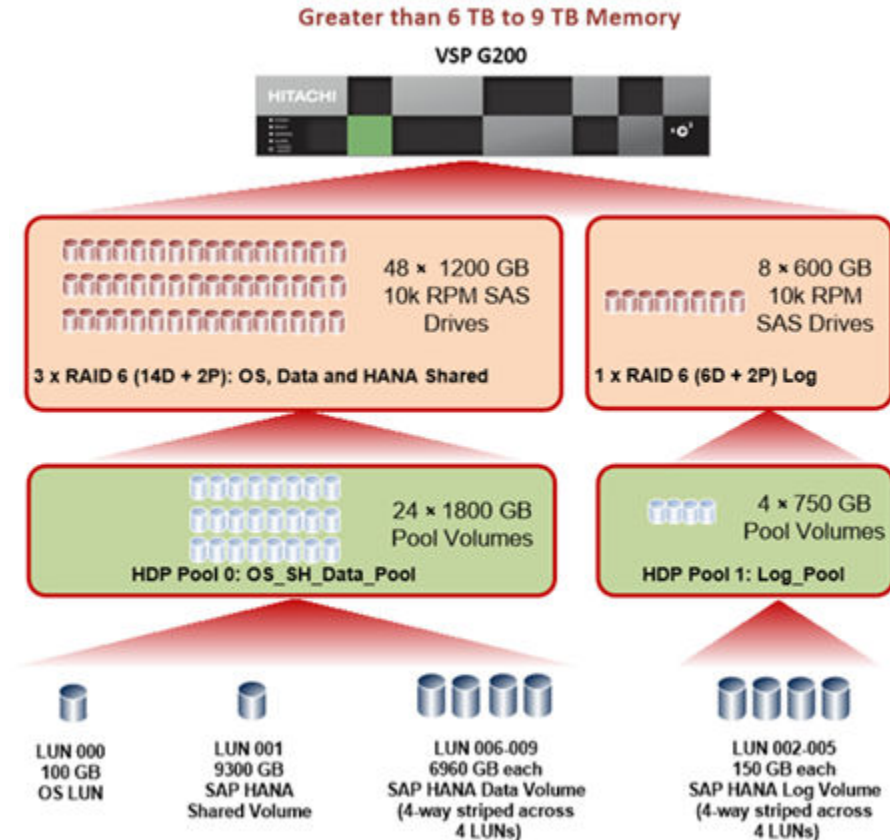 Greater than 6 TB to 9 TB Memory
VSP G200
HITACHI
48 × 1200 GB
10k RPM SAS
Drives
3 x RAID 6 (14D + 2P): OS, Data and HANA Shared
8 × 600 GB
10k RPM
SAS Drives
1 x RAID 6 (6D + 2P) Log
24 × 1800 GB
Pool Volumes
HDP Pool 0: OS_SH_Data_Pool
4 × 750 GB
Pool Volumes
HDP Pool 1: Log_Pool
LUN 000
100 GB
OS LUN
LUN 001
9300 GB
SAP HANA
Shared Volume
LUN 006-009
6960 GB each
SAP HANA Data Volume
(4-way striped across
4 LUNs)
LUN 002-005
150 GB each
SAP HANA Log Volume
(4-way striped across
4 LUNs)